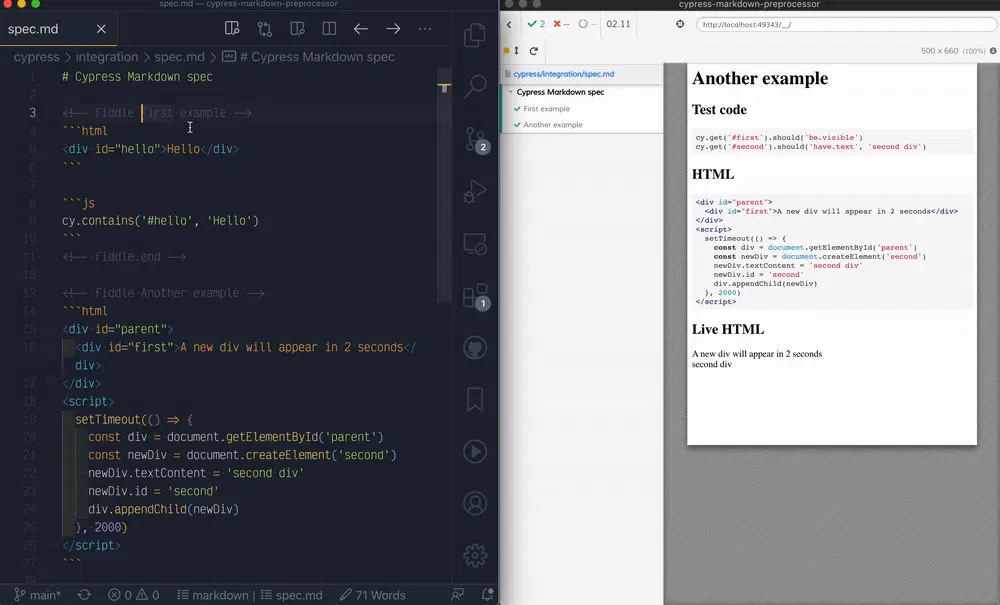 spec.md — cypress-markdown-preprocessor
spec.md
cypress > integration > spec.md > # Cypress Markdown spec
1 # Cypress Markdown spec
2
3 <!-- fiddle first example -->
4 ```html
5 <div id="hello">Hello</div>
6 ```
7
8 ```js
9 cy.contains('#hello', 'Hello')
10 ```
11 <!-- fiddle.end -->
12
13 <!-- fiddle Another example -->
14 ```html
15 <div id="parent">
16 <div id="first">A new div will appear in 2 seconds</
div>
17 </div>
18 <script>
19 setTimeout(() => {
20 const div = document.getElementById('parent')
21 const newDiv = document.createElement('second')
22 newDiv.textContent = 'second div'
23 newDiv.id = 'second'
24 div.appendChild(newDiv)
25 }, 2000)
26 </script>
27 ```
28
2
1
main*
0 0
markdown | spec.md
71 Words
cypress-markdown-preprocessor
2
--
--
02.11
http://localhost:49343/__/
500 x 660 (100%)
cypress/integration/spec.md
Cypress Markdown spec
First example
Another example
Another example
Test code
cy.get('#first').should('be.visible')
cy.get('#second').should('have.text', 'second div')
HTML
<div id="parent">
<div id="first">A new div will appear in 2 seconds</div>
</div>
<script>
setTimeout(() => {
const div = document.getElementById('parent')
const newDiv = document.createElement('second')
newDiv.textContent = 'second div'
newDiv.id = 'second'
div.appendChild(newDiv)
}, 2000)
</script>
Live HTML
A new div will appear in 2 seconds
second div